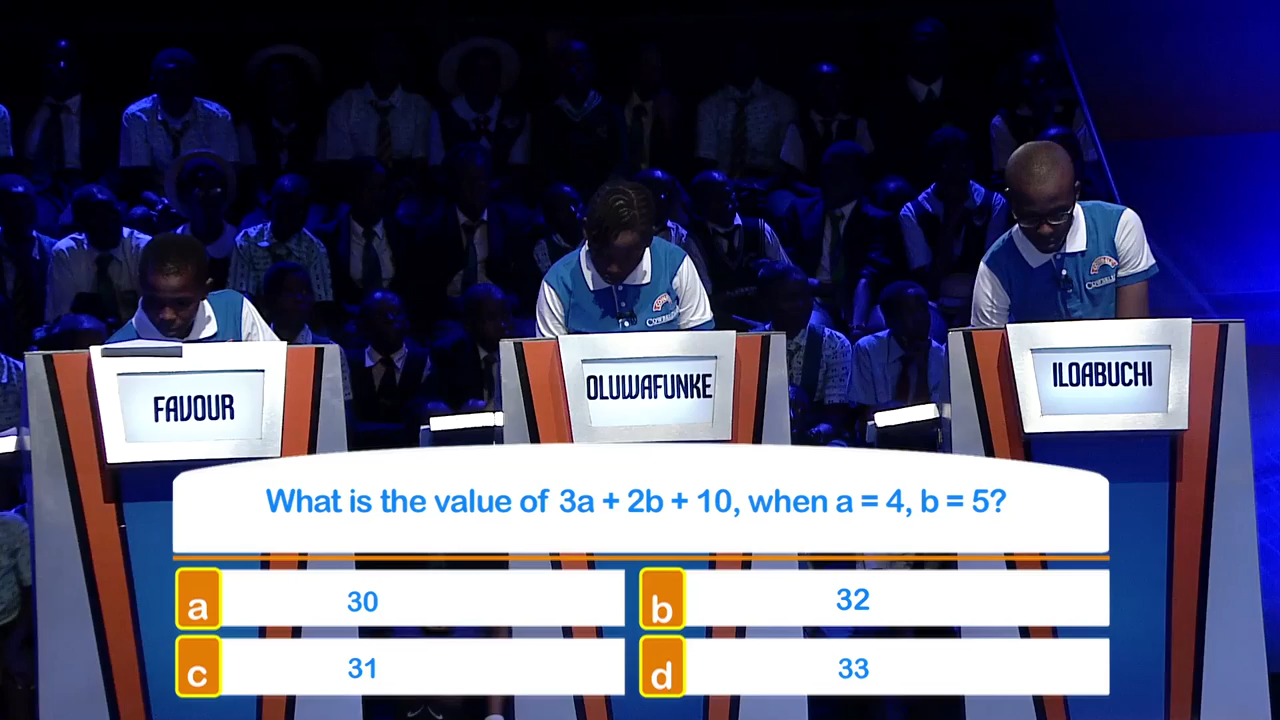 FAVOUR
OLUWAFUNKE
ILOABUCHI
What is the value of 3a + 2b + 10, when a = 4, b = 5?
a 30
b 32
c 31
d 33